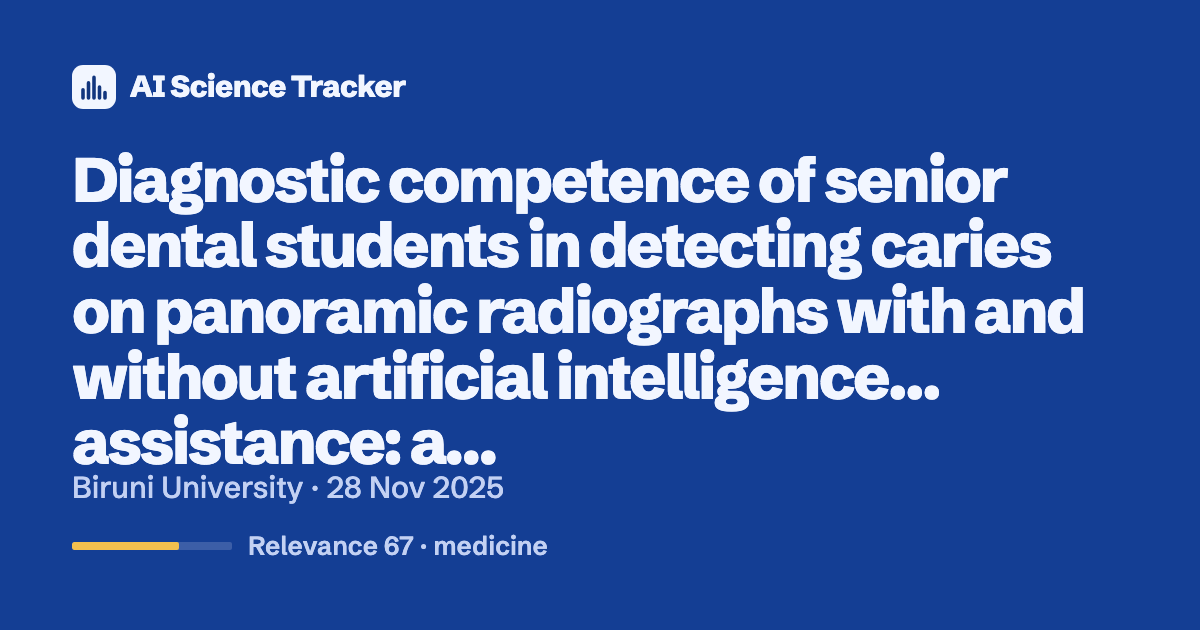 AI Science Tracker
Diagnostic competence of senior
dental students in detecting caries
on panoramic radiographs with and
without artificial intelligence...
assistance: a...
Biruni University · 28 Nov 2025
Relevance 67 · medicine